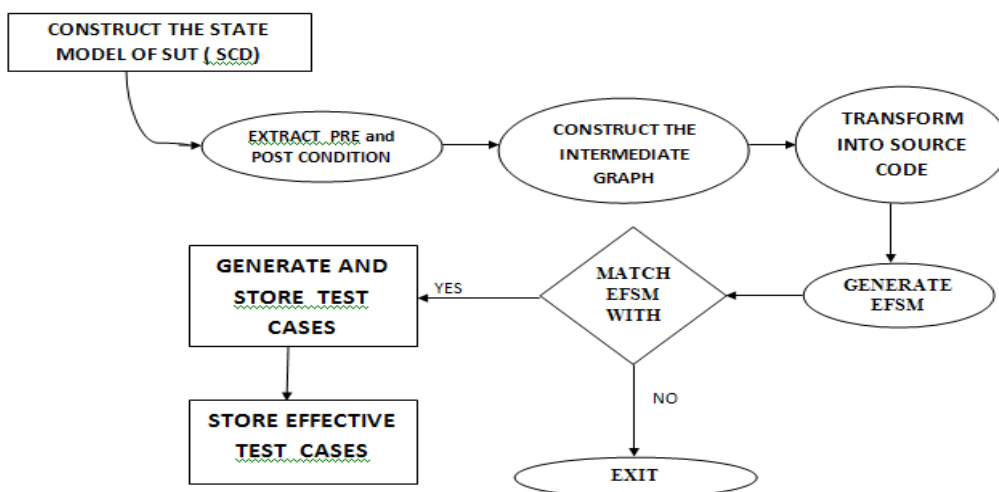 CONSTRUCT THE STATE
MODEL OF SUT ( SCD)
EXTRACT PRE and
POST CONDITION
CONSTRUCT THE
INTERMEDIATE
GRAPH
TRANSFORM
INTO SOURCE
CODE
GENERATE
EFSM
MATCH
EFSM
WITH
YES
GENERATE AND
STORE TEST
CASES
STORE EFFECTIVE
TEST CASES
NO
EXIT